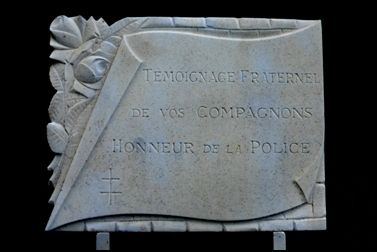 TEMOIGNAGE FRATERNEL
DE VOS COMPAGNONS
HONNEUR DE LA POLICE